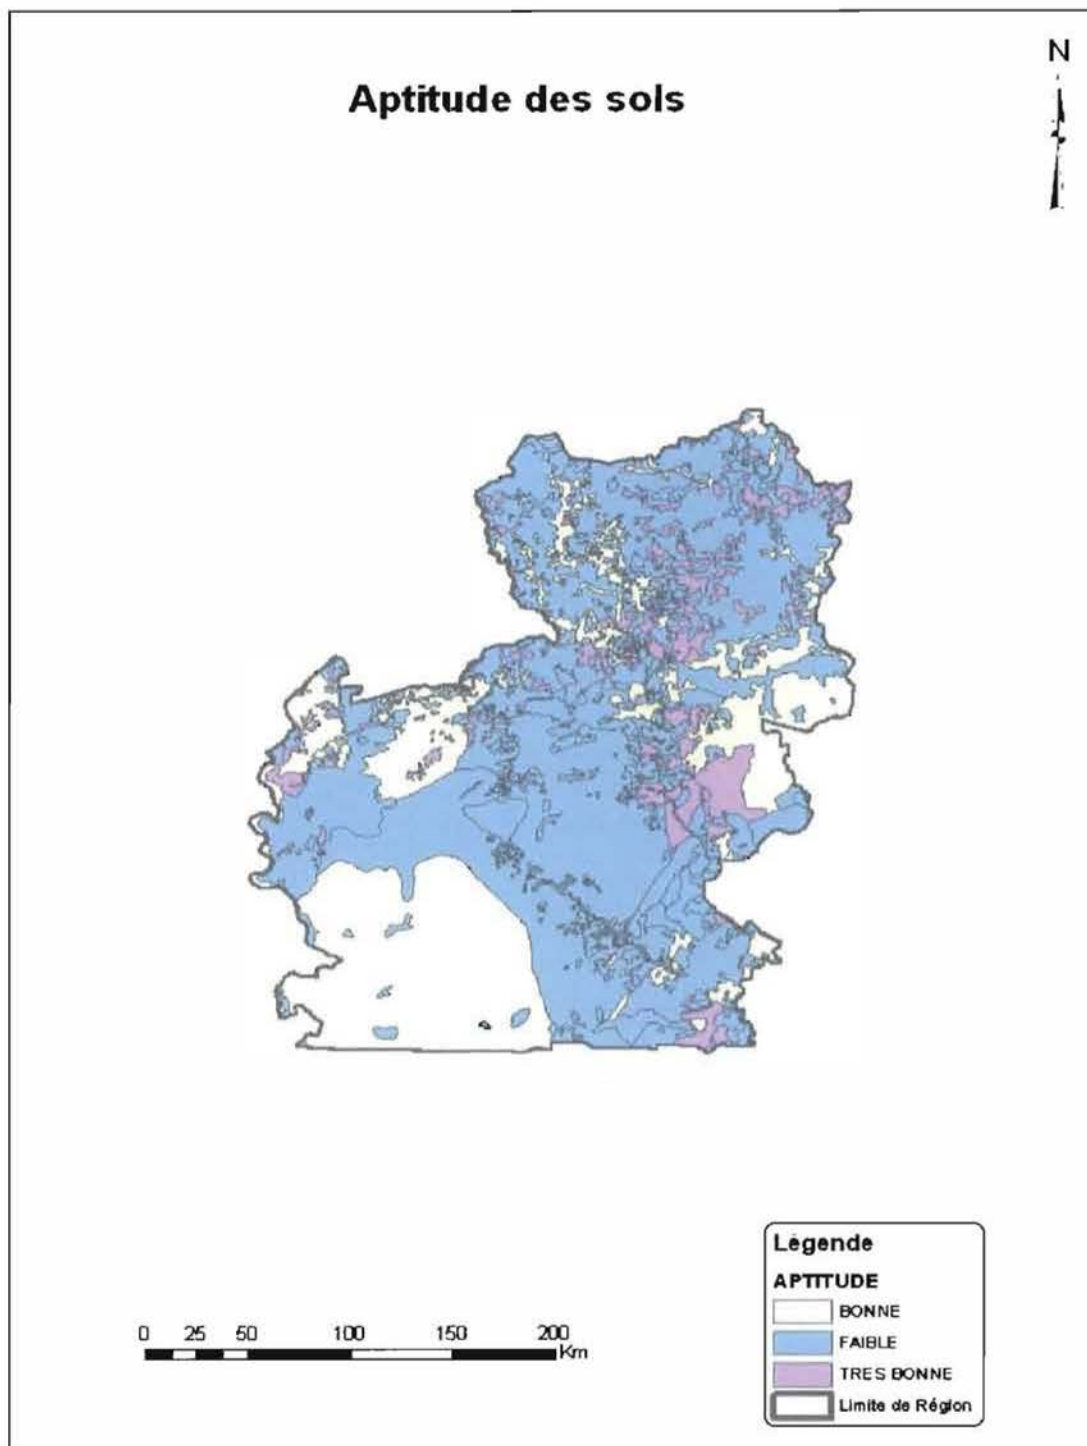 N
Aptitude des sols
0 25 50 100 150 200
Km
Légende
APTITUDE
BONNE
FAIBLE
TRES BONNE
Limite de Région